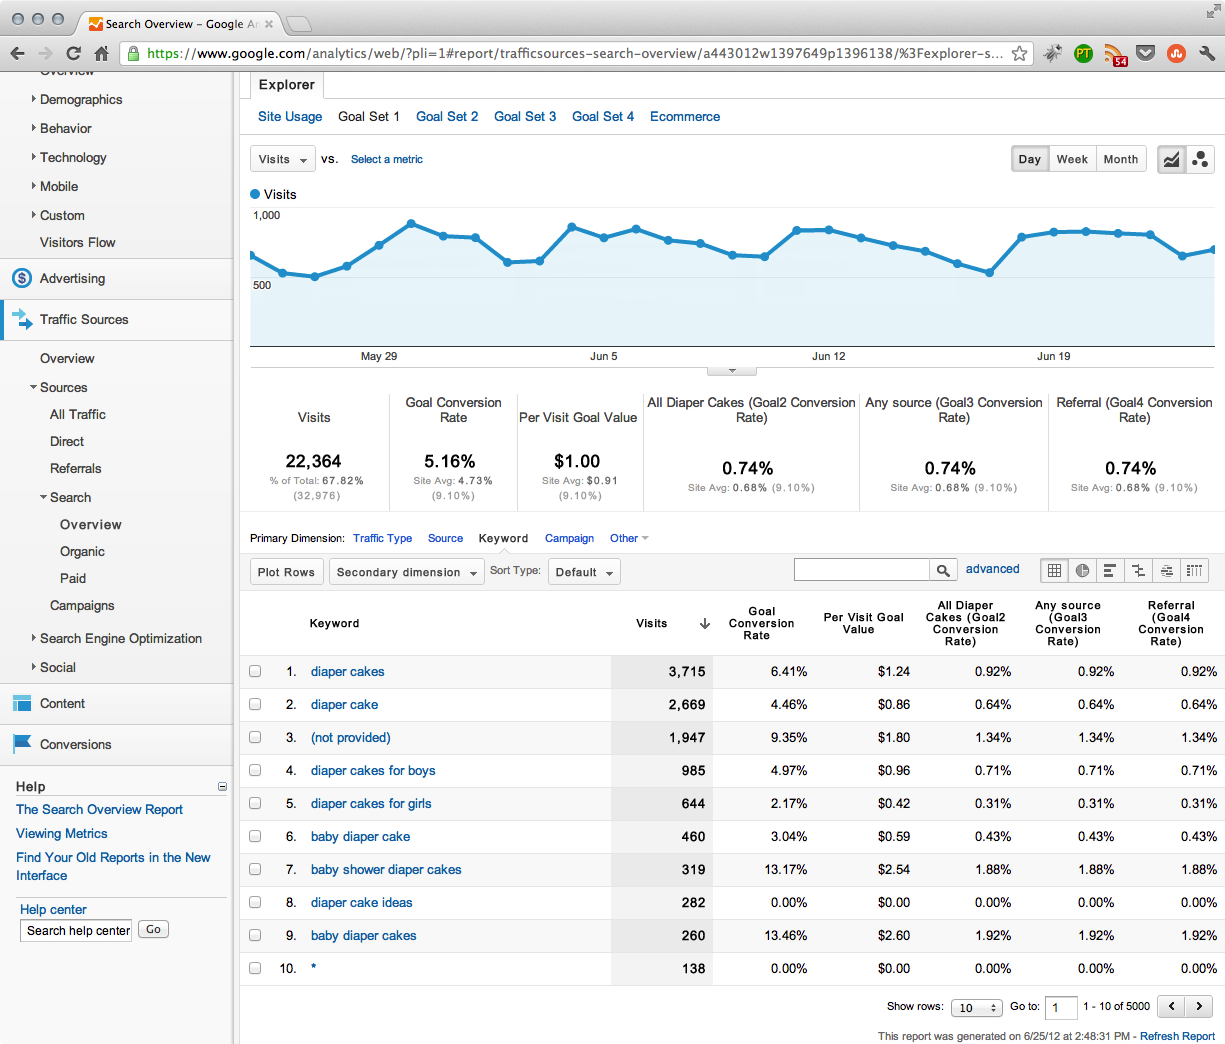 Search Overview – Google An
https://www.google.com/analytics/web/?pli=1#report/trafficsources-search-overview/a443012w1397649p1396138/%3Fexplorer-s...
PT
54
Overview
Demographics
Behavior
Technology
Mobile
Custom
Visitors Flow
Advertising
Traffic Sources
Overview
Sources
All Traffic
Direct
Referrals
Search
Overview
Organic
Paid
Campaigns
Search Engine Optimization
Social
Content
Conversions
Help
The Search Overview Report
Viewing Metrics
Find Your Old Reports in the New
Interface
Help center
Search help center Go
Explorer
Site Usage Goal Set 1 Goal Set 2 Goal Set 3 Goal Set 4 Ecommerce
Visits vs. Select a metric Day Week Month
Visits
1,000
500
May 29 Jun 5 Jun 12 Jun 19
Visits
22,364
% of Total: 67.82%
(32,976)
Goal Conversion
Rate
5.16%
Site Avg: 4.73%
(9.10%)
Per Visit Goal Value
$1.00
Site Avg: $0.91
(9.10%)
All Diaper Cakes (Goal2 Conversion
Rate)
0.74%
Site Avg: 0.68% (9.10%)
Any source (Goal3 Conversion
Rate)
0.74%
Site Avg: 0.68% (9.10%)
Referral (Goal4 Conversion
Rate)
0.74%
Site Avg: 0.68% (9.10%)
Primary Dimension: Traffic Type Source Keyword Campaign Other
Plot Rows Secondary dimension Sort Type: Default advanced
Keyword
Visits
Goal
Conversion
Rate
Per Visit Goal
Value
All Diaper
Cakes (Goal2
Conversion
Rate)
Any source
(Goal3
Conversion
Rate)
Referral
(Goal4
Conversion
Rate)
1. diaper cakes 3,715 6.41% $1.24 0.92% 0.92% 0.92%
2. diaper cake 2,669 4.46% $0.86 0.64% 0.64% 0.64%
3. (not provided) 1,947 9.35% $1.80 1.34% 1.34% 1.34%
4. diaper cakes for boys 985 4.97% $0.96 0.71% 0.71% 0.71%
5. diaper cakes for girls 644 2.17% $0.42 0.31% 0.31% 0.31%
6. baby diaper cake 460 3.04% $0.59 0.43% 0.43% 0.43%
7. baby shower diaper cakes 319 13.17% $2.54 1.88% 1.88% 1.88%
8. diaper cake ideas 282 0.00% $0.00 0.00% 0.00% 0.00%
9. baby diaper cakes 260 13.46% $2.60 1.92% 1.92% 1.92%
10. * 138 0.00% $0.00 0.00% 0.00% 0.00%
Show rows: 10 Go to: 1 1 - 10 of 5000
This report was generated on 6/25/12 at 2:48:31 PM - Refresh Report